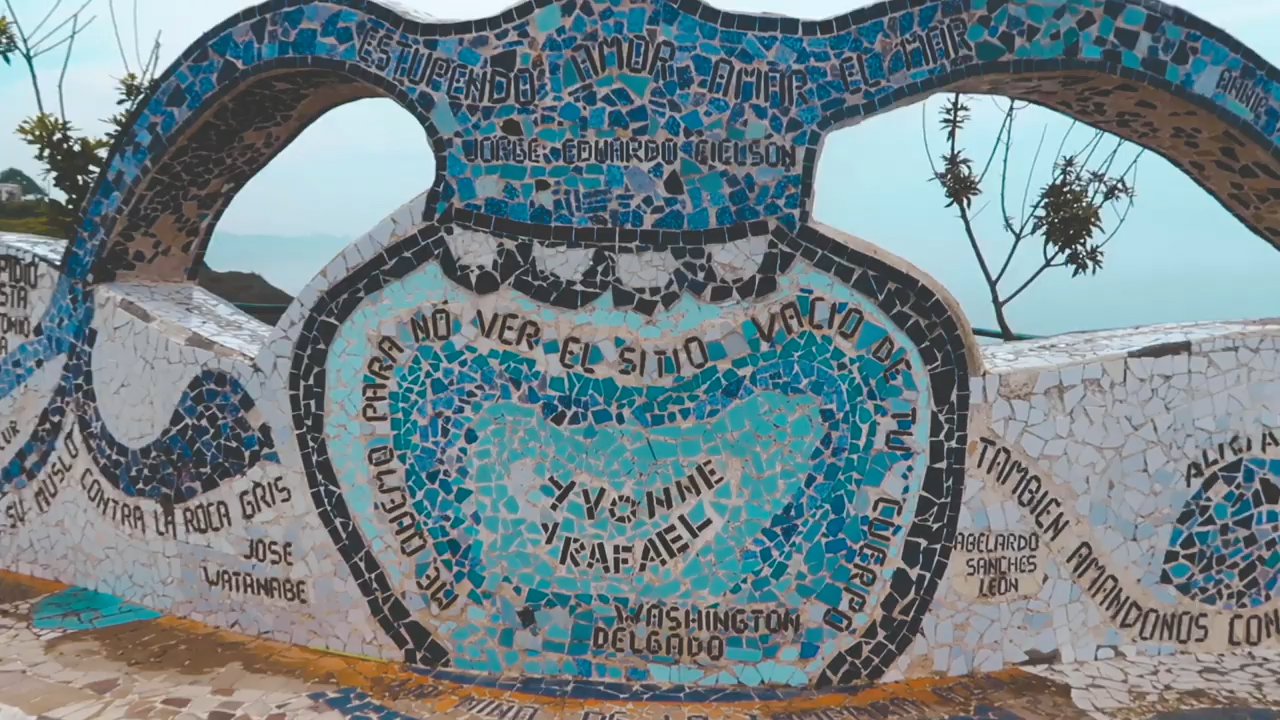 ESTUPENDO AMOR AMAR EL MAR
JORGE EDUARDO EIELSON
ME QUEMO PARA NO VER EL SITIO VACIO DE TU CUERPO
YVONNE
Y RAFAEL
WASHINGTON
DELGADO
SU MUSLO CONTRA LA ROCA GRIS
JOSE
WATANABE
TAMBIEN AMANDONOS CON
ABELARDO
SANCHES
LEON
ALICIA